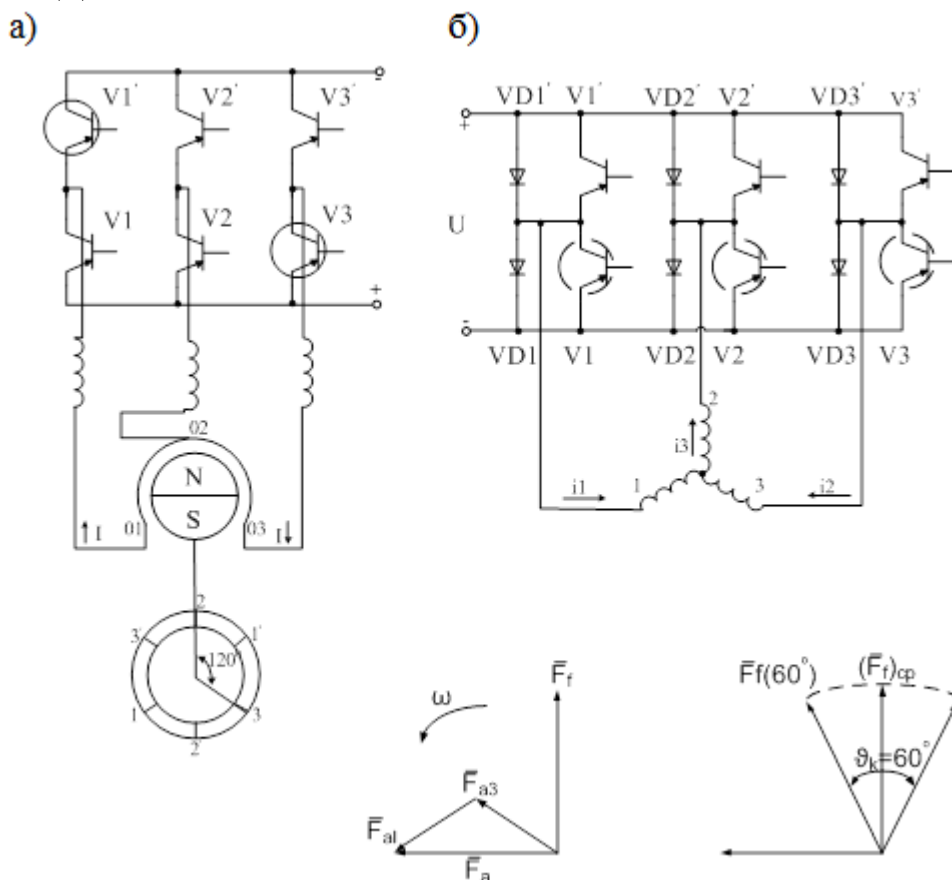 а) б)
V1' V2' V3' -
V1 V2 V3
+
VD1' V1' VD2' V2' VD3' V3'
+
U
-
VD1 V1 VD2 V2 VD3 V3
2
i3
i1 1 3 i2
02
N
S
I 01 03 I
2
3' 1'
120°
1 3
2
F̄f
ω
F̄a3
F̄al
F̄a
F̄f(60°) (F̄f)ср
ϑk=60°